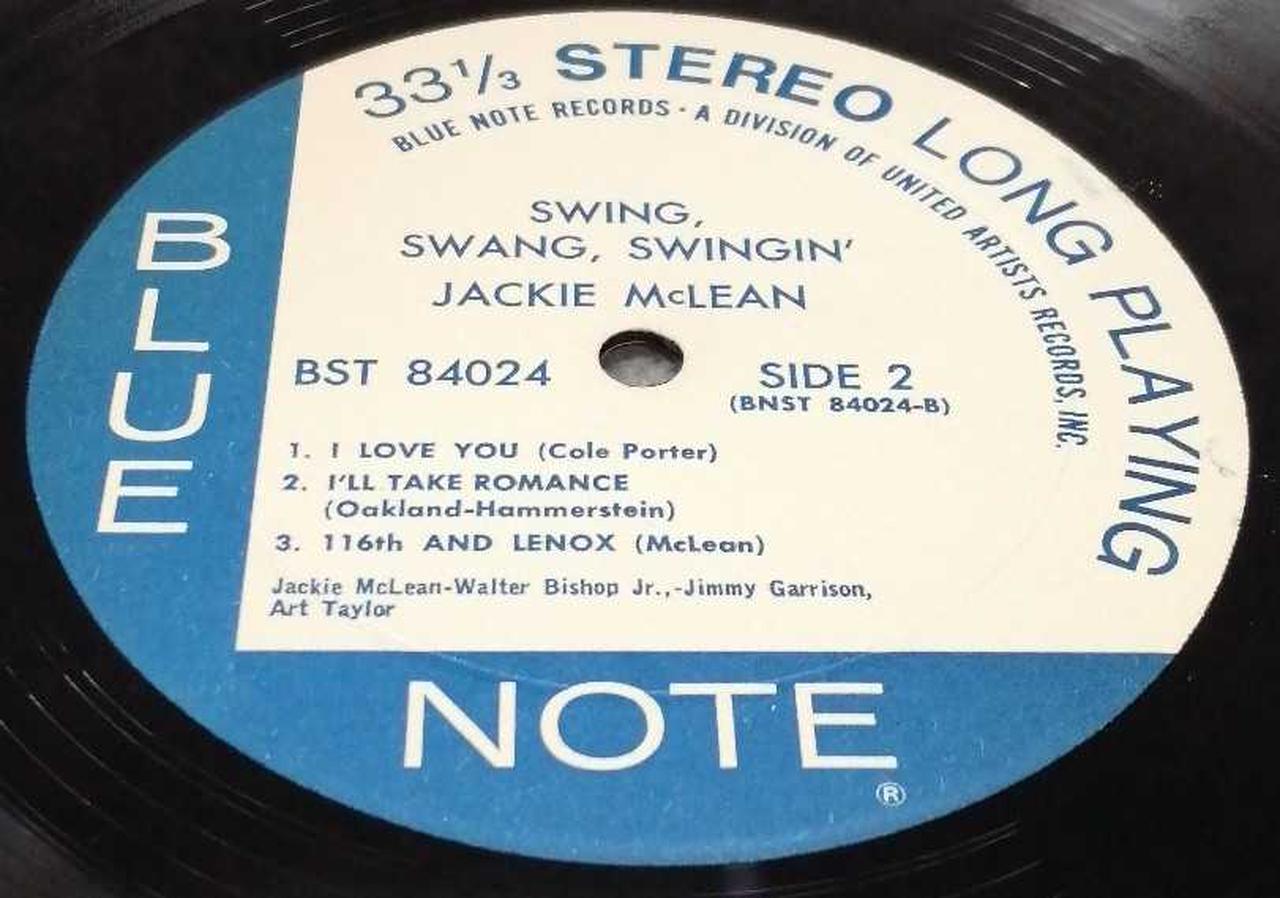 33 1/3 STEREO LONG PLAYING
BLUE NOTE RECORDS · A DIVISION OF UNITED ARTISTS RECORDS, INC.
SWING,
SWANG, SWINGIN'
JACKIE McLEAN
BST 84024
SIDE 2
(BNST 84024-B)
1. I LOVE YOU (Cole Porter)
2. I'LL TAKE ROMANCE
(Oakland-Hammerstein)
3. 116th AND LENOX (McLean)
Jackie McLean-Walter Bishop Jr.,-Jimmy Garrison,
Art Taylor
BLUE
NOTE
®